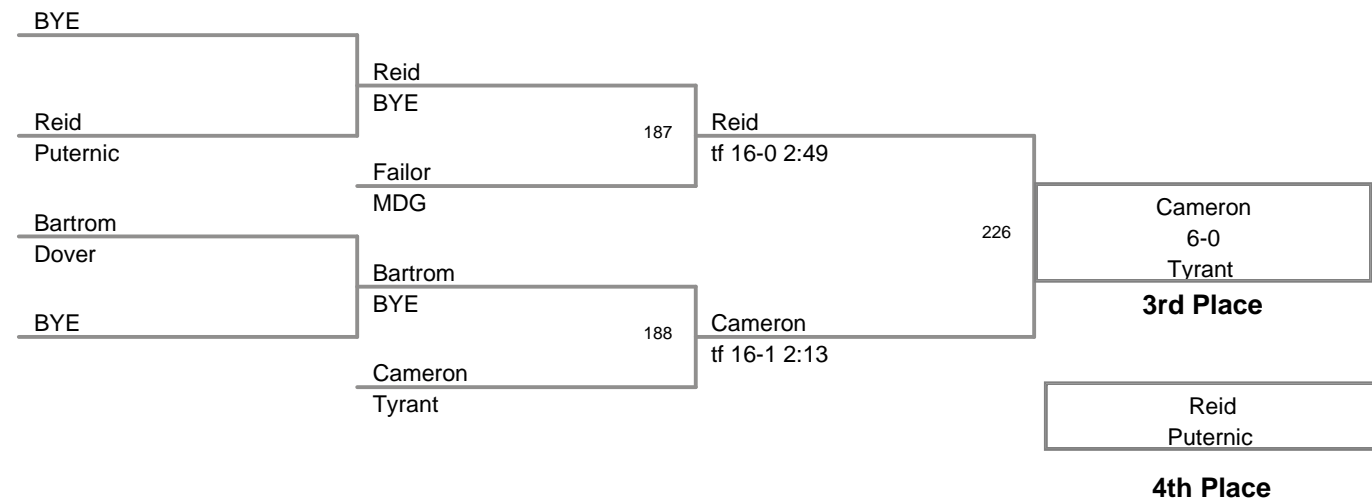 BYE
Reid
BYE
Reid
Puternic
187
Reid
tf 16-0 2:49
Failor
MDG
Bartrom
Dover
226
Cameron
6-0
Tyrant
3rd Place
Bartrom
BYE
BYE
188
Cameron
tf 16-1 2:13
Cameron
Tyrant
Reid
Puternic
4th Place